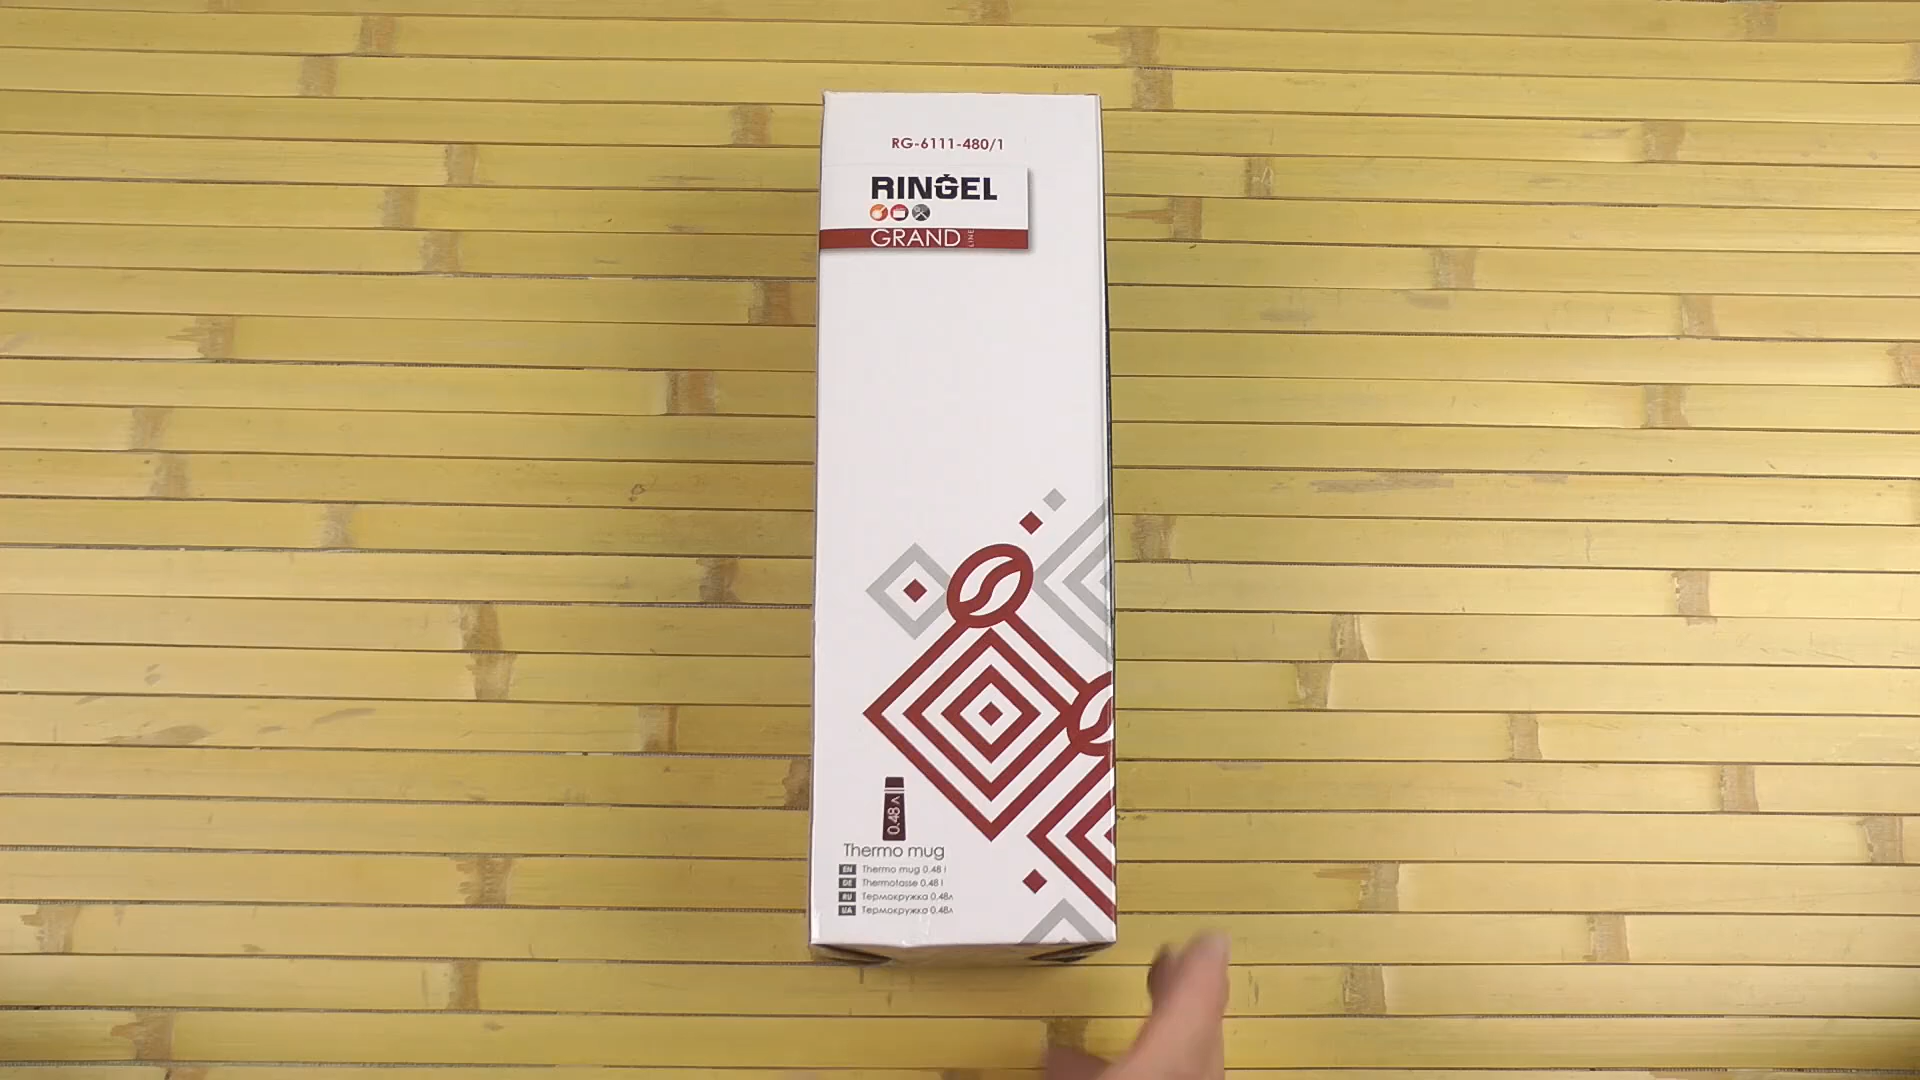 RG-6111-480/1
RINGEL
GRAND LINE
0.48 л
Thermo mug
EN Thermo mug 0.48 l
DE Thermotasse 0.48 l
RU Термокружка 0.48л
UA Термокружка 0.48л